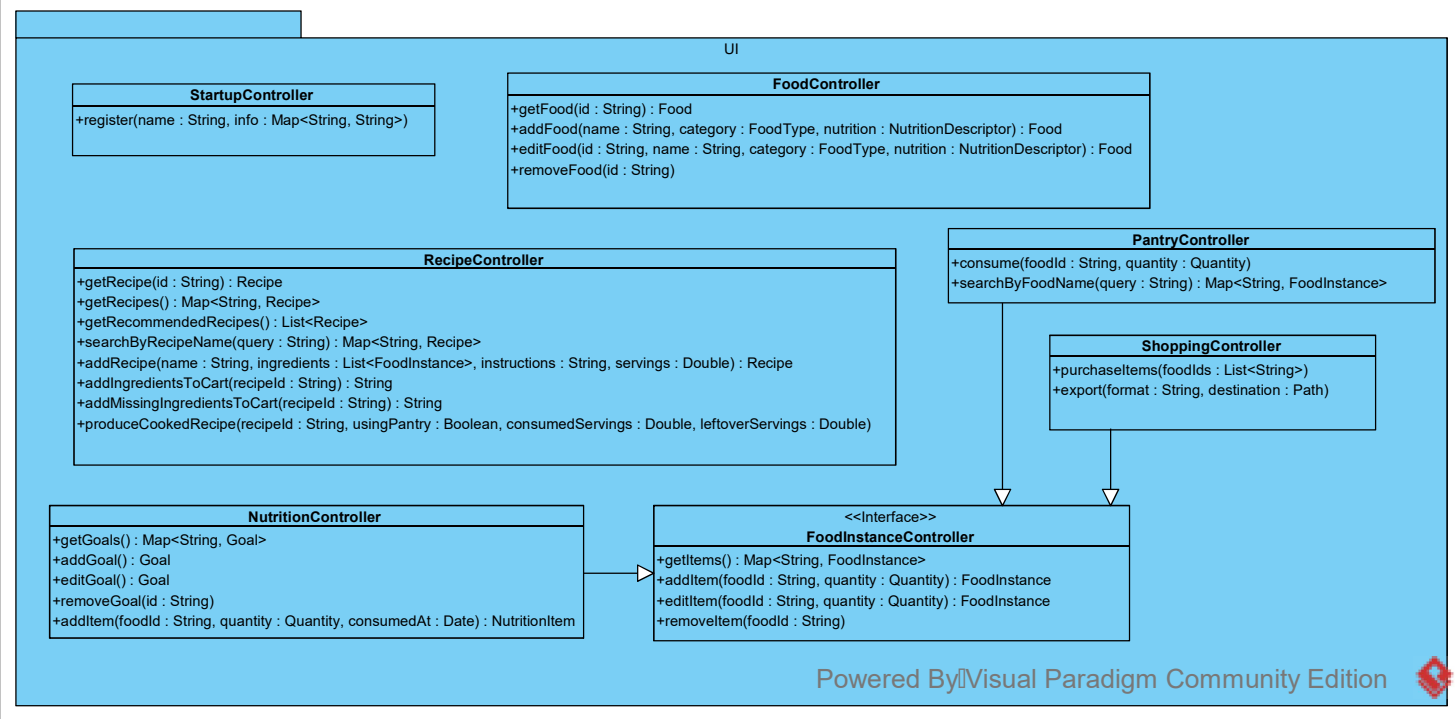 UI
StartupController
+register(name : String, info : Map<String, String>)
FoodController
+getFood(id : String) : Food
+addFood(name : String, category : FoodType, nutrition : NutritionDescriptor) : Food
+editFood(id : String, name : String, category : FoodType, nutrition : NutritionDescriptor) : Food
+removeFood(id : String)
RecipeController
+getRecipe(id : String) : Recipe
+getRecipes() : Map<String, Recipe>
+getRecommendedRecipes() : List<Recipe>
+searchByRecipeName(query : String) : Map<String, Recipe>
+addRecipe(name : String, ingredients : List<FoodInstance>, instructions : String, servings : Double) : Recipe
+addIngredientsToCart(recipeId : String) : String
+addMissingIngredientsToCart(recipeId : String) : String
+produceCookedRecipe(recipeId : String, usingPantry : Boolean, consumedServings : Double, leftoverServings : Double)
PantryController
+consume(foodId : String, quantity : Quantity)
+searchByFoodName(query : String) : Map<String, FoodInstance>
ShoppingController
+purchaseItems(foodIds : List<String>)
+export(format : String, destination : Path)
NutritionController
+getGoals() : Map<String, Goal>
+addGoal() : Goal
+editGoal() : Goal
+removeGoal(id : String)
+addItem(foodId : String, quantity : Quantity, consumedAt : Date) : NutritionItem
<<Interface>>
FoodInstanceController
+getItems() : Map<String, FoodInstance>
+addItem(foodId : String, quantity : Quantity) : FoodInstance
+editItem(foodId : String, quantity : Quantity) : FoodInstance
+removeItem(foodId : String)
Powered By Visual Paradigm Community Edition